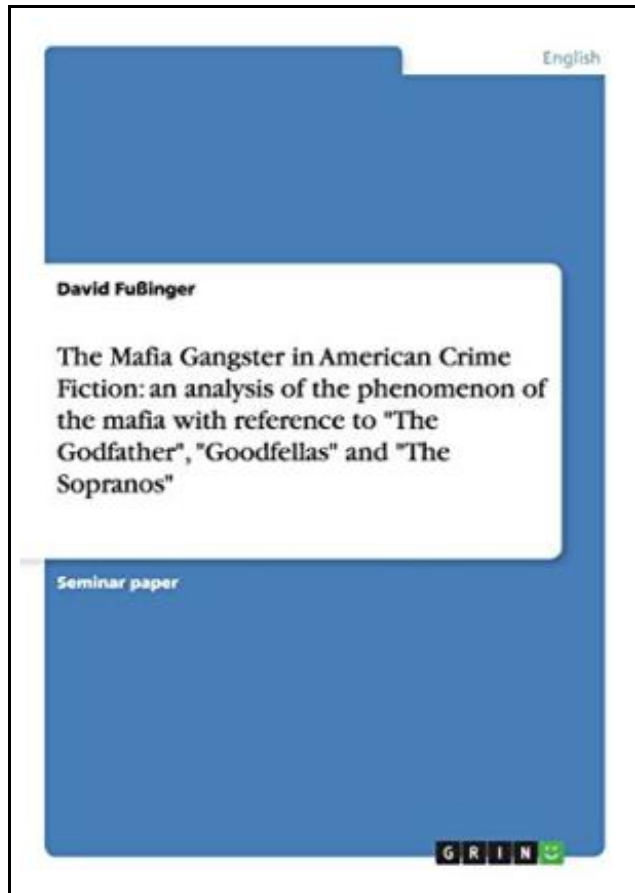 English
David Fußinger
The Mafia Gangster in American Crime
Fiction: an analysis of the phenomenon of
the mafia with reference to "The
Godfather", "Goodfellas" and "The
Sopranos"
Seminar paper
GRIN